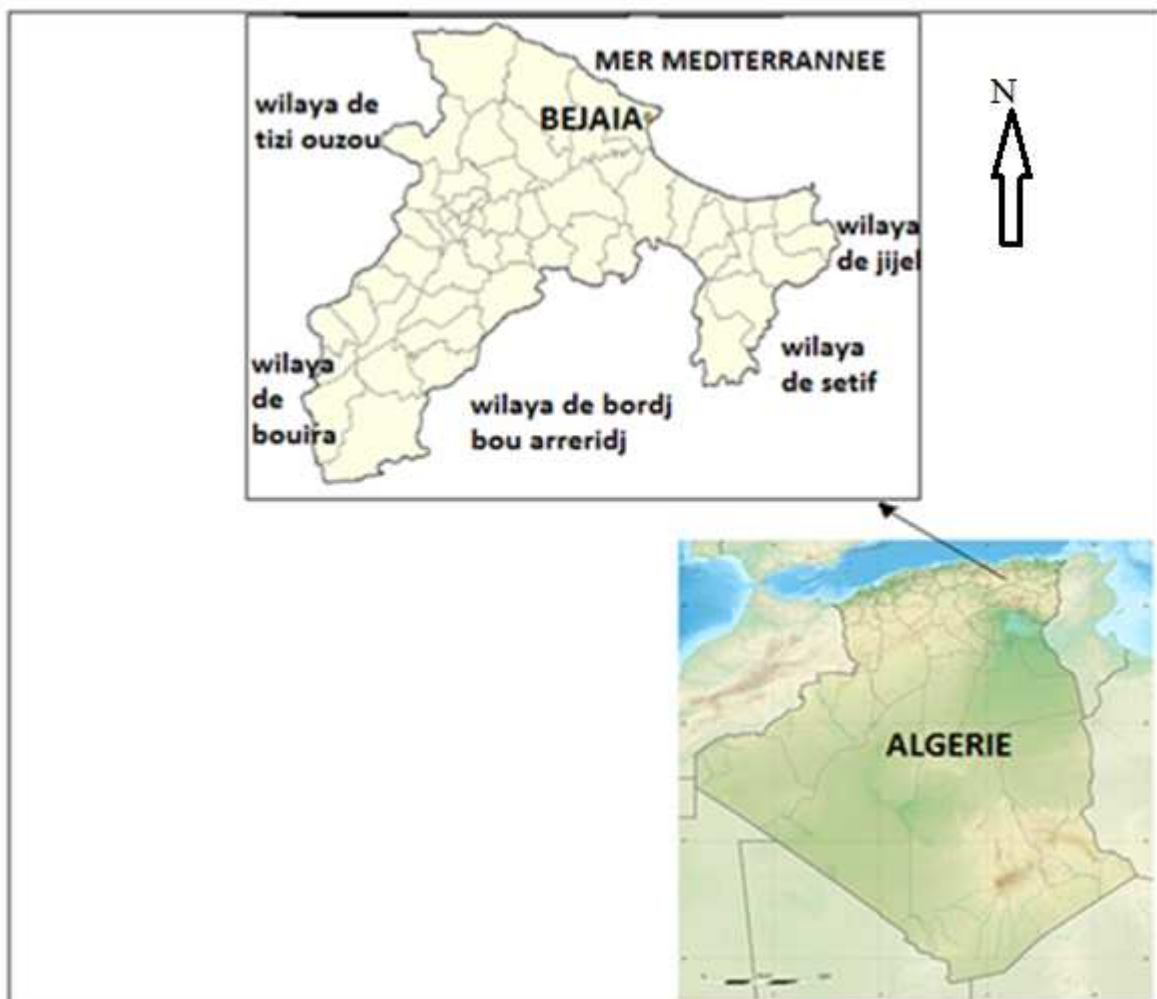 MER MEDITERRANNEE
N
wilaya de
tizi ouzou
BEJAIA
wilaya
de jijel
wilaya
de setif
wilaya
de
bouira
wilaya de bordj
bou arreridj
ALGERIE